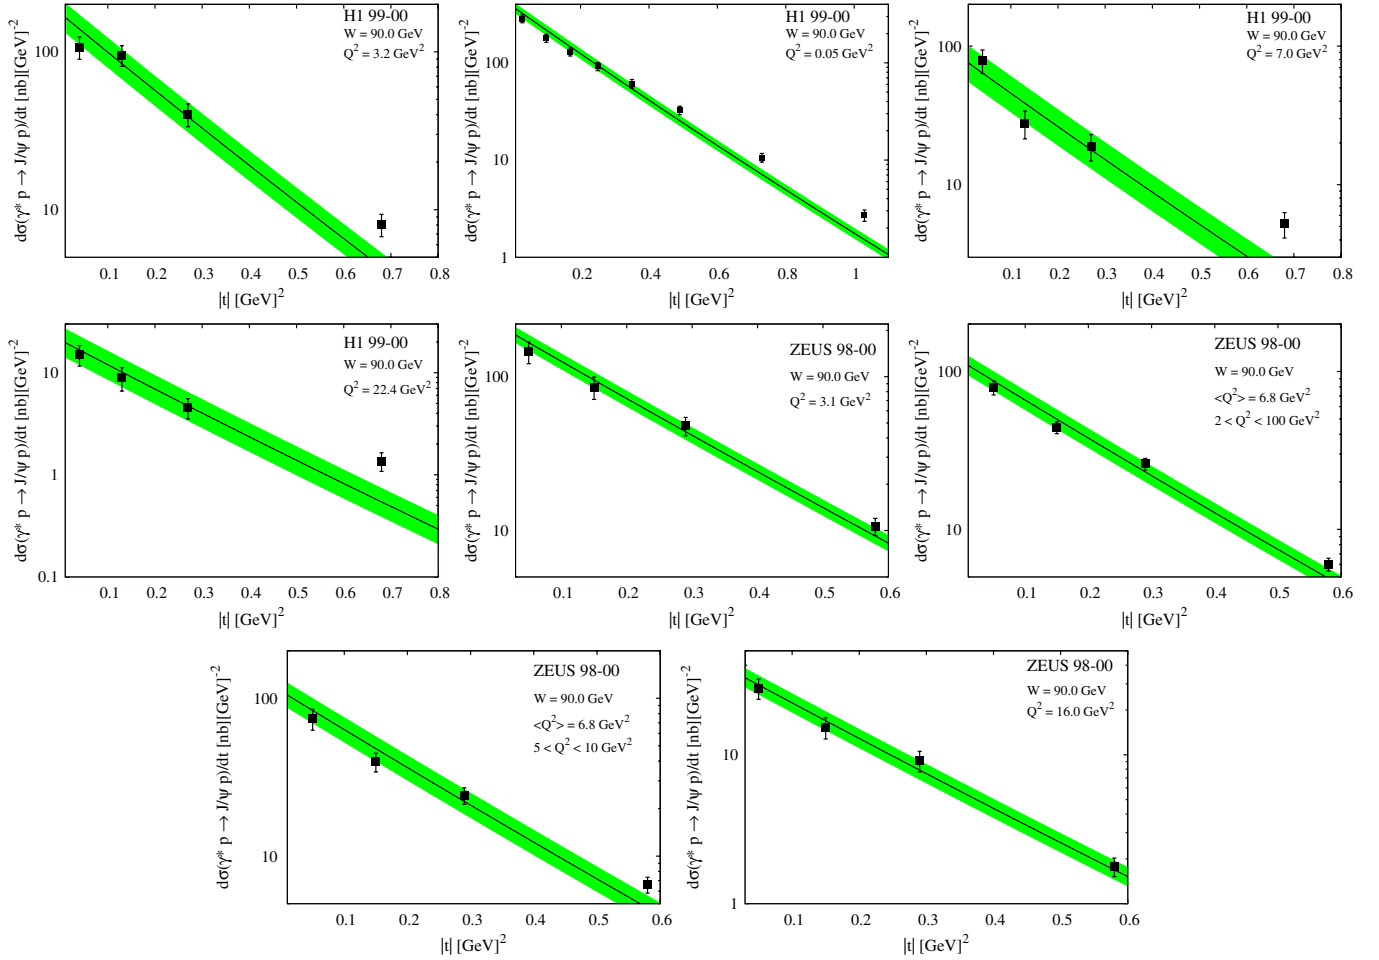 dσ(γ* p → J/ψ p)/dt [nb][GeV]⁻²
H1 99-00
W = 90.0 GeV
Q² = 3.2 GeV²
100
10
0.1 0.2 0.3 0.4 0.5 0.6 0.7 0.8
|t| [GeV]²
dσ(γ* p → J/ψ p)/dt [nb][GeV]⁻²
H1 99-00
W = 90.0 GeV
Q² = 0.05 GeV²
100
10
1
0.2 0.4 0.6 0.8 1
|t| [GeV]²
dσ(γ* p → J/ψ p)/dt [nb][GeV]⁻²
H1 99-00
W = 90.0 GeV
Q² = 7.0 GeV²
100
10
0.1 0.2 0.3 0.4 0.5 0.6 0.7 0.8
|t| [GeV]²
dσ(γ* p → J/ψ p)/dt [nb][GeV]⁻²
H1 99-00
W = 90.0 GeV
Q² = 22.4 GeV²
10
1
0.1
0.1 0.2 0.3 0.4 0.5 0.6 0.7 0.8
|t| [GeV]²
dσ(γ* p → J/ψ p)/dt [nb][GeV]⁻²
ZEUS 98-00
W = 90.0 GeV
Q² = 3.1 GeV²
100
10
0.1 0.2 0.3 0.4 0.5 0.6
|t| [GeV]²
dσ(γ* p → J/ψ p)/dt [nb][GeV]⁻²
ZEUS 98-00
W = 90.0 GeV
<Q²> = 6.8 GeV²
2 < Q² < 100 GeV²
100
10
0.1 0.2 0.3 0.4 0.5 0.6
|t| [GeV]²
dσ(γ* p → J/ψ p)/dt [nb][GeV]⁻²
ZEUS 98-00
W = 90.0 GeV
<Q²> = 6.8 GeV²
5 < Q² < 10 GeV²
100
10
0.1 0.2 0.3 0.4 0.5 0.6
|t| [GeV]²
dσ(γ* p → J/ψ p)/dt [nb][GeV]⁻²
ZEUS 98-00
W = 90.0 GeV
Q² = 16.0 GeV²
10
1
0.1 0.2 0.3 0.4 0.5 0.6
|t| [GeV]²